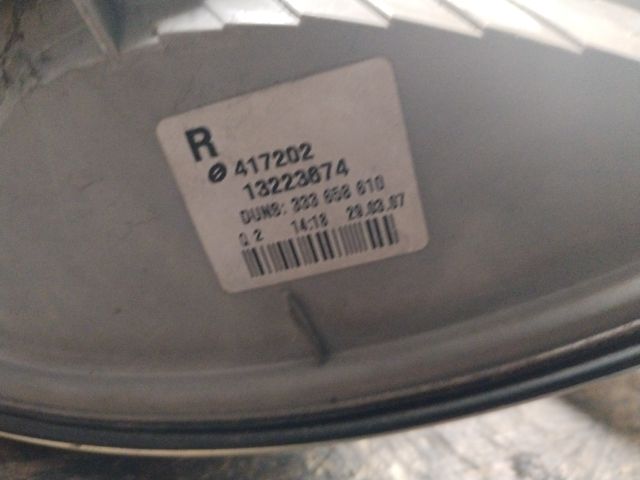 R
⌀ 417202
13223674
DUNS: 333 658 610
Q 2 14:18 29.03.07